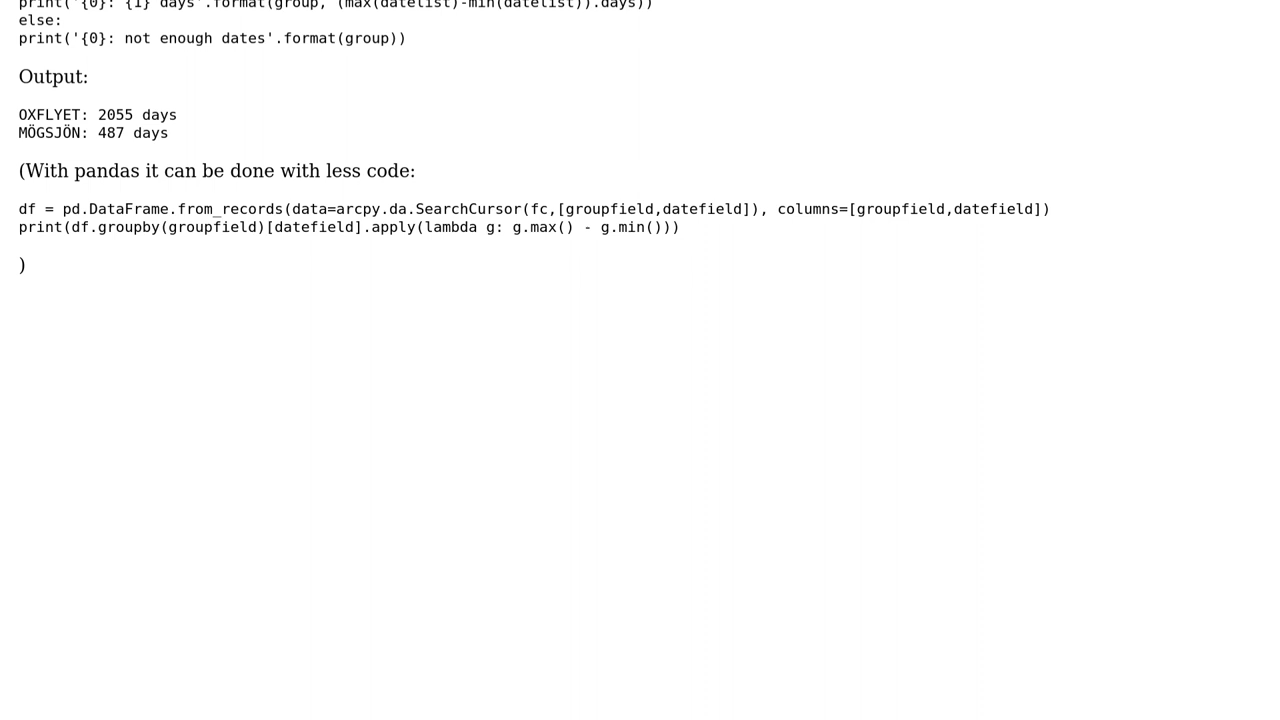 print('{0}: {1} days'.format(group, (max(datelist)-min(datelist)).days))
else:
print('{0}: not enough dates'.format(group))
Output:
OXFLYET: 2055 days
MÖGSJÖN: 487 days
(With pandas it can be done with less code:
df = pd.DataFrame.from_records(data=arcpy.da.SearchCursor(fc,[groupfield,datefield]), columns=[groupfield,datefield])
print(df.groupby(groupfield)[datefield].apply(lambda g: g.max() - g.min()))
)